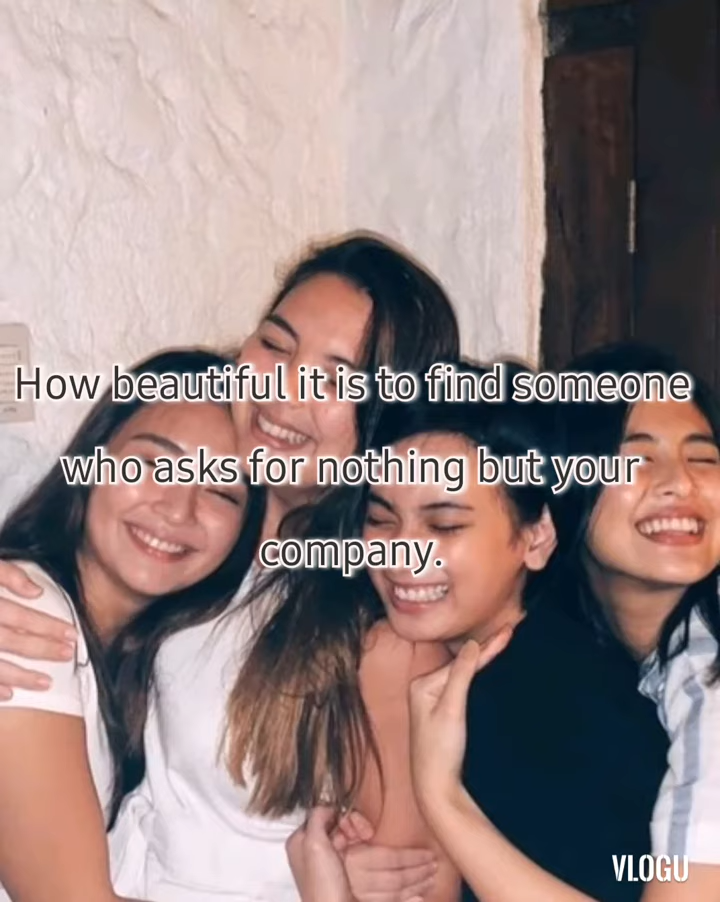 How beautiful it is to find someone
who asks for nothing but your
company.
VLOGU